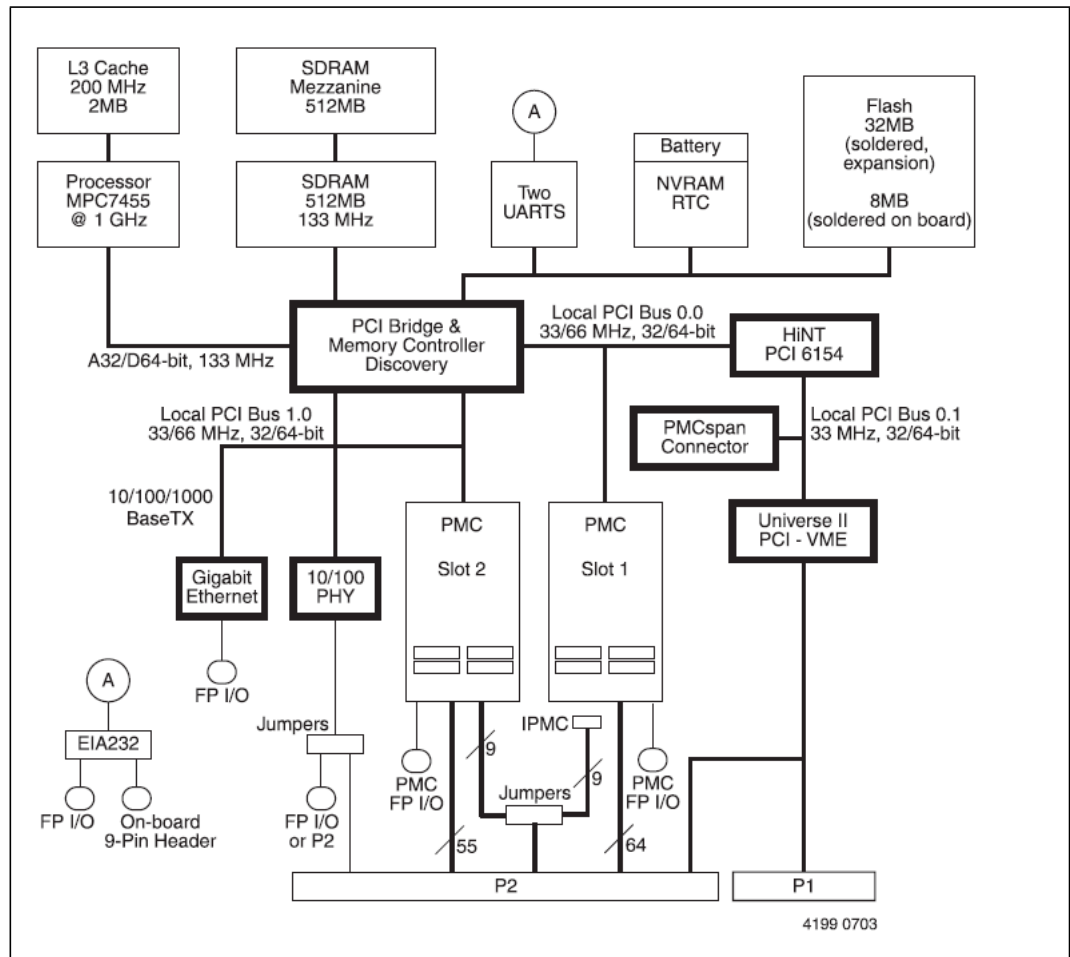 L3 Cache
200 MHz
2MB
SDRAM
Mezzanine
512MB
A
Battery
NVRAM
RTC
Flash
32MB
(soldered,
expansion)
8MB
(soldered on board)
Processor
MPC7455
@ 1 GHz
SDRAM
512MB
133 MHz
Two
UARTS
PCI Bridge &
Memory Controller
Discovery
Local PCI Bus 0.0
33/66 MHz, 32/64-bit
HiNT
PCI 6154
A32/D64-bit, 133 MHz
Local PCI Bus 1.0
33/66 MHz, 32/64-bit
PMCspan
Connector
Local PCI Bus 0.1
33 MHz, 32/64-bit
10/100/1000
BaseTX
PMC
Slot 2
PMC
Slot 1
Universe II
PCI - VME
Gigabit
Ethernet
10/100
PHY
A
FP I/O
EIA232
FP I/O
On-board
9-Pin Header
Jumpers
FP I/O
or P2
PMC
FP I/O
9
IPMC
9
Jumpers
PMC
FP I/O
55
64
P2
P1
4199 0703